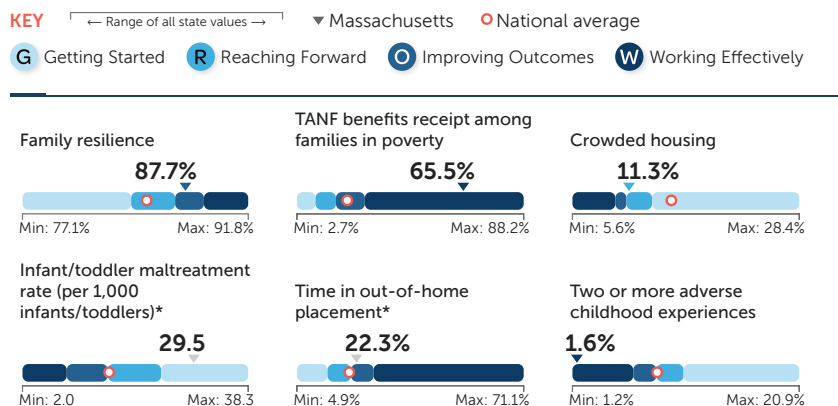 KEY ← Range of all state values → Massachusetts National average
G Getting Started R Reaching Forward O Improving Outcomes W Working Effectively
Family resilience
87.7%
Min: 77.1% Max: 91.8%
TANF benefits receipt among
families in poverty
65.5%
Min: 2.7% Max: 88.2%
Crowded housing
11.3%
Min: 5.6% Max: 28.4%
Infant/toddler maltreatment
rate (per 1,000
infants/toddlers)*
29.5
Min: 2.0 Max: 38.3
Time in out-of-home
placement*
22.3%
Min: 4.9% Max: 71.1%
Two or more adverse
childhood experiences
1.6%
Min: 1.2% Max: 20.9%